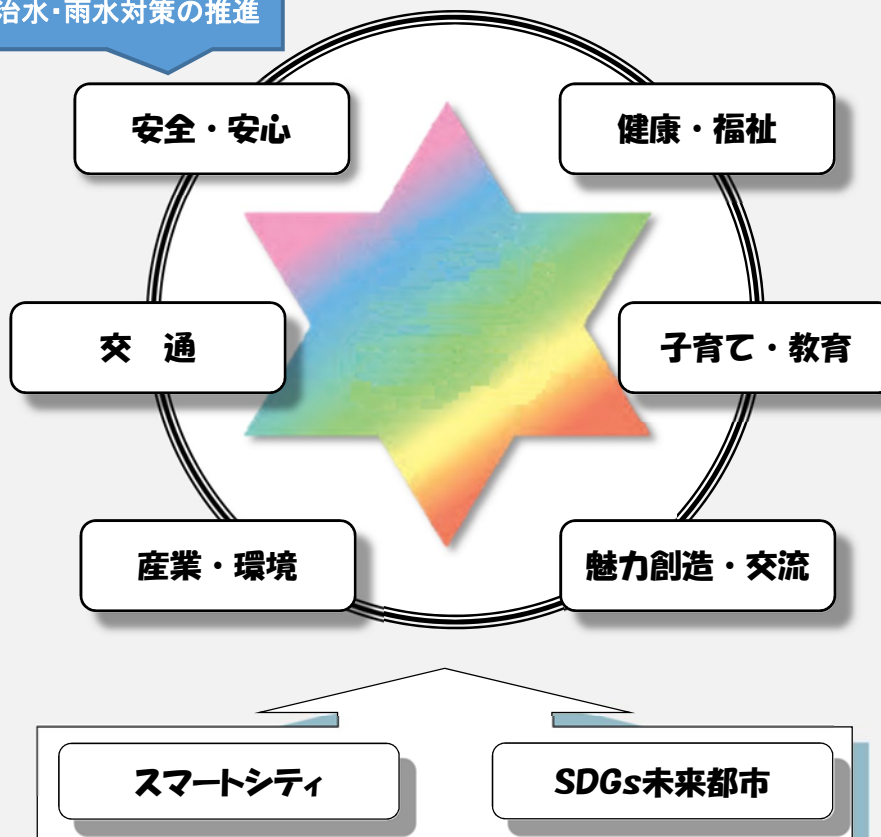 治水・雨水対策の推進
安全・安心
健康・福祉
交　通
子育て・教育
産業・環境
魅力創造・交流
スマートシティ
SDGs未来都市